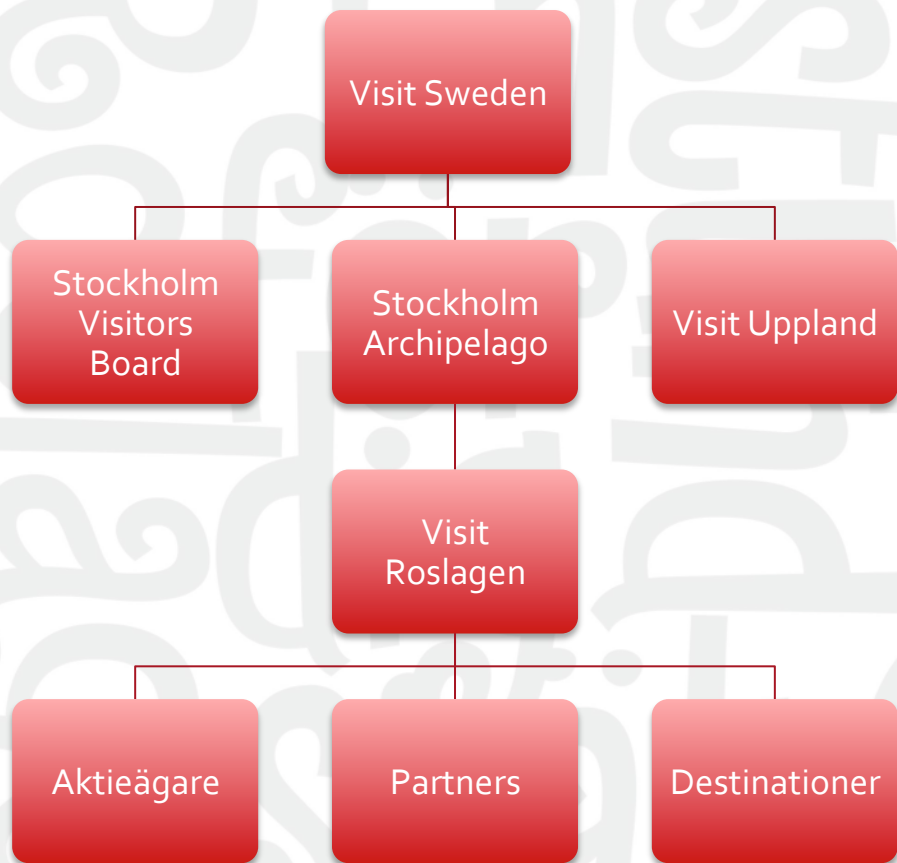 Visit Sweden
Stockholm
Visitors
Board
Stockholm
Archipelago
Visit Uppland
Visit
Roslagen
Aktieägare
Partners
Destinationer